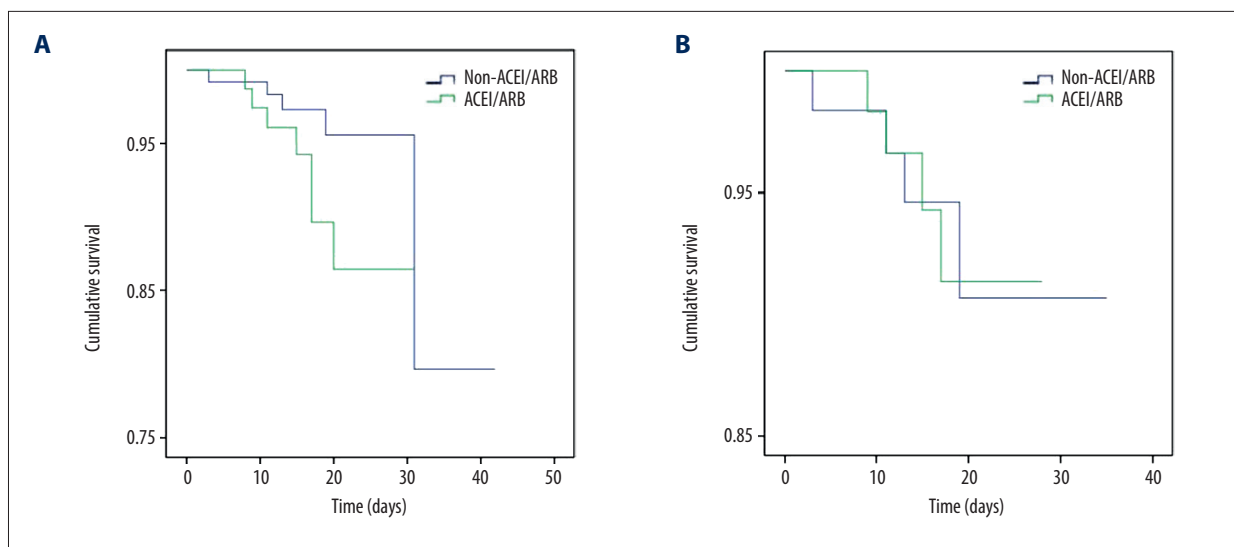 A
Non-ACEI/ARB
ACEI/ARB
0.95
0.85
0.75
Cumulative survival
0 10 20 30 40 50
Time (days)
B
Non-ACEI/ARB
ACEI/ARB
0.95
0.85
Cumulative survival
0 10 20 30 40
Time (days)